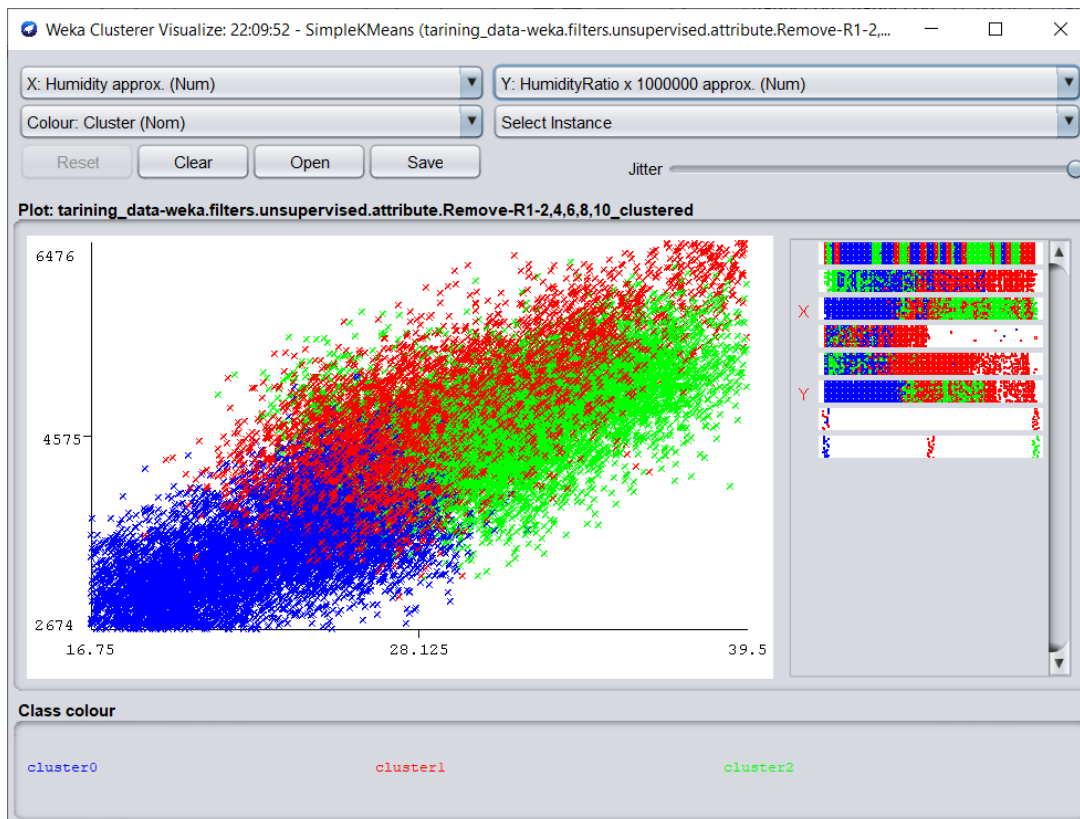 Weka Clusterer Visualize: 22:09:52 - SimpleKMeans (tarining_data-weka.filters.unsupervised.attribute.Remove-R1-2,...
X: Humidity approx. (Num)
Y: HumidityRatio x 1000000 approx. (Num)
Colour: Cluster (Nom)
Select Instance
Reset
Clear
Open
Save
Jitter
Plot: tarining_data-weka.filters.unsupervised.attribute.Remove-R1-2,4,6,8,10_clustered
6476
4575
2674
16.75
28.125
39.5
X
Y
Class colour
cluster0
cluster1
cluster2